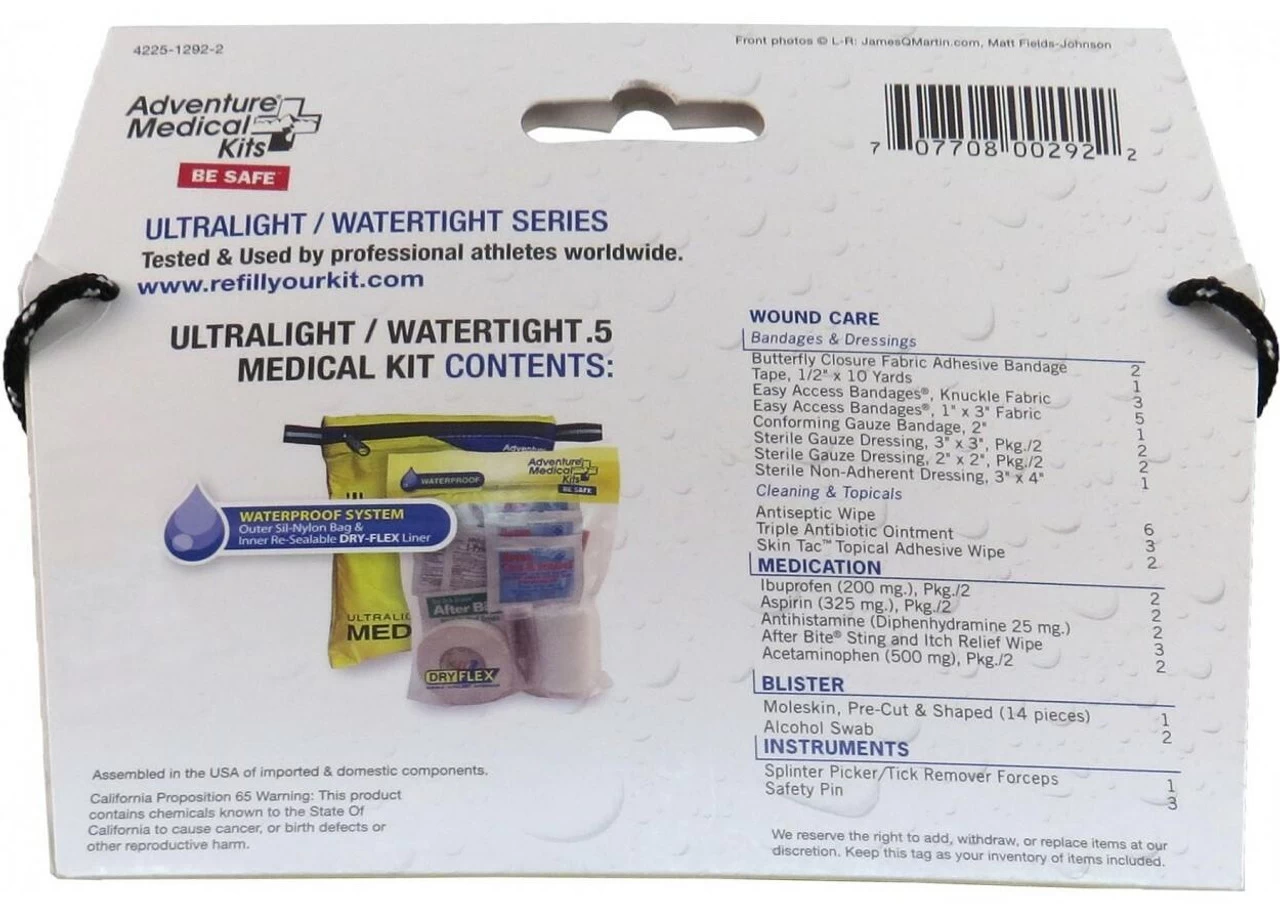 4225-1292-2
Front photos © L-R: JamesQMartin.com, Matt Fields-Johnson
Adventure®
Medical
Kits
BE SAFE™
7 07708 00292 2
ULTRALIGHT / WATERTIGHT SERIES
Tested & Used by professional athletes worldwide.
www.refillyourkit.com
ULTRALIGHT / WATERTIGHT .5
MEDICAL KIT CONTENTS:
Adventure
Adventure
Medical
Kits
BE SAFE
WATERPROOF
WATERPROOF SYSTEM
Outer Sil-Nylon Bag &
Inner Re-Sealable DRY-FLEX Liner
After Bi
ULTRALIG
MED
DRYFLEX
Assembled in the USA of imported & domestic components.
California Proposition 65 Warning: This product
contains chemicals known to the State Of
California to cause cancer, or birth defects or
other reproductive harm.
WOUND CARE
Bandages & Dressings
Butterfly Closure Fabric Adhesive Bandage 2
Tape, 1/2" x 10 Yards 1
Easy Access Bandages®, Knuckle Fabric 3
Easy Access Bandages®, 1" x 3" Fabric 5
Conforming Gauze Bandage, 2" 1
Sterile Gauze Dressing, 3" x 3", Pkg./2 2
Sterile Gauze Dressing, 2" x 2", Pkg./2 2
Sterile Non-Adherent Dressing, 3" x 4" 1
Cleaning & Topicals
Antiseptic Wipe 6
Triple Antibiotic Ointment 3
Skin Tac™ Topical Adhesive Wipe 2
MEDICATION
Ibuprofen (200 mg.), Pkg./2 2
Aspirin (325 mg.), Pkg./2 2
Antihistamine (Diphenhydramine 25 mg.) 2
After Bite® Sting and Itch Relief Wipe 3
Acetaminophen (500 mg), Pkg./2 2
BLISTER
Moleskin, Pre-Cut & Shaped (14 pieces) 1
Alcohol Swab 2
INSTRUMENTS
Splinter Picker/Tick Remover Forceps 1
Safety Pin 3
We reserve the right to add, withdraw, or replace items at our
discretion. Keep this tag as your inventory of items included.